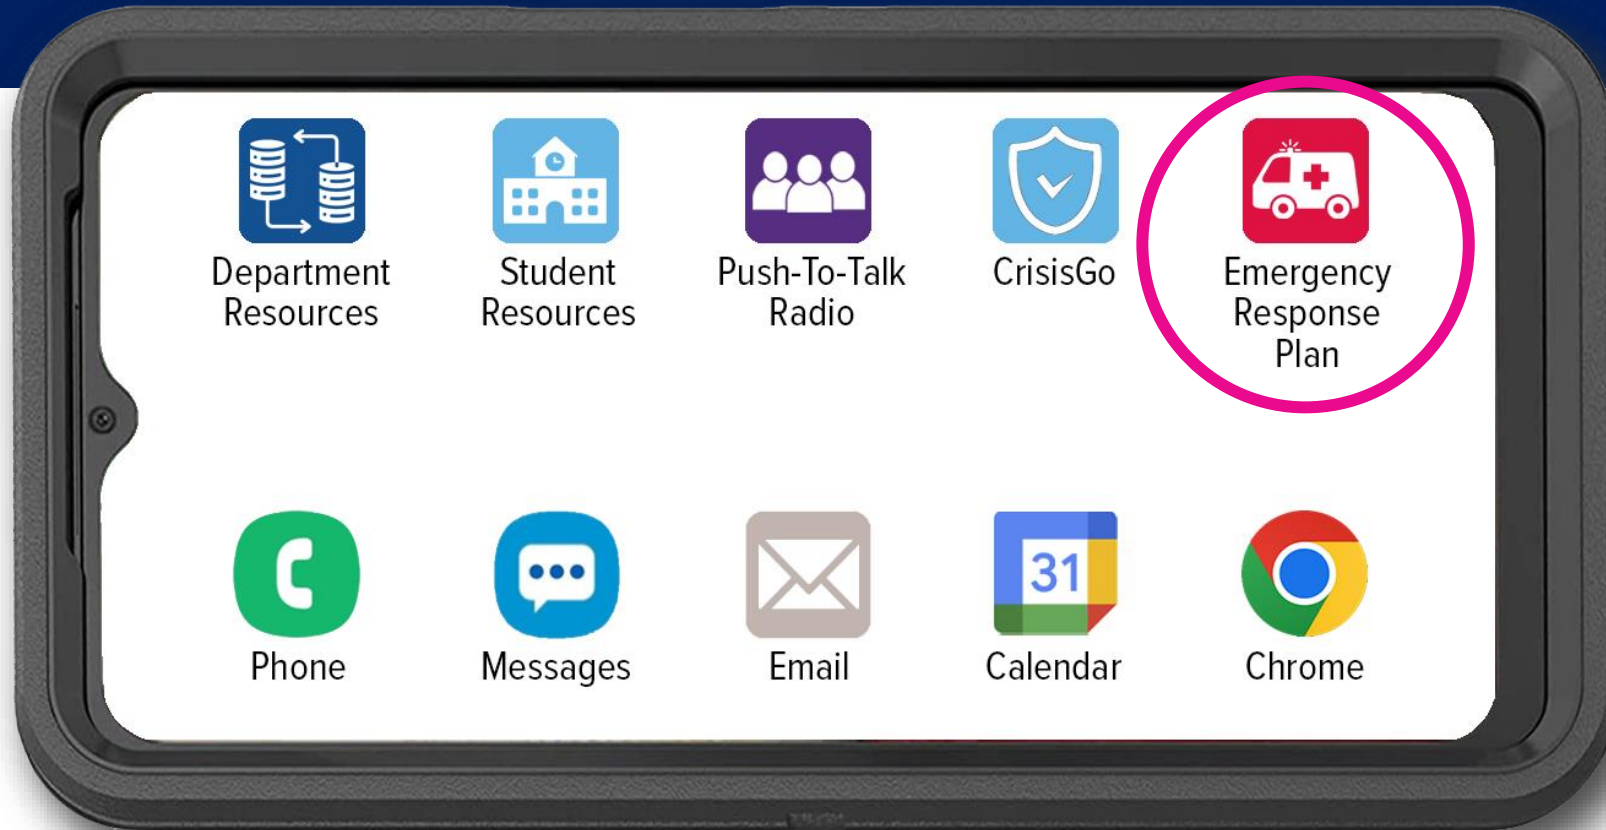 Department
Resources
Student
Resources
Push-To-Talk
Radio
CrisisGo
Emergency
Response
Plan
Phone
Messages
Email
31
Calendar
Chrome